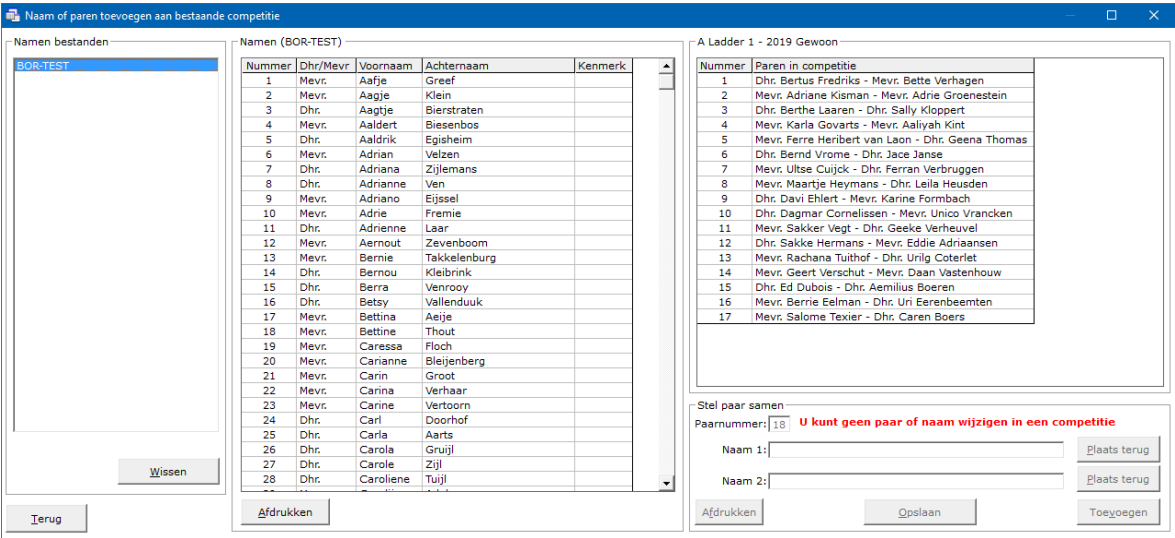 Naam of paren toevoegen aan bestaande competitie
Namen bestanden
BOR-TEST
Wissen
Terug
Namen (BOR-TEST)
Nummer Dhr/Mevr Voornaam Achternaam Kenmerk
1 Mevr. Aafje Greef
2 Mevr. Aagje Klein
3 Dhr. Aagtje Bierstraten
4 Mevr. Aaldert Biesenbos
5 Dhr. Aaldrik Egisheim
6 Mevr. Adrian Velzen
7 Dhr. Adriana Zijlemans
8 Dhr. Adrianne Ven
9 Mevr. Adriano Eijssel
10 Mevr. Adrie Fremie
11 Dhr. Adrienne Laar
12 Mevr. Aernout Zevenboom
13 Mevr. Bernie Takkelenburg
14 Dhr. Bernou Kleibrink
15 Dhr. Berra Venrooy
16 Dhr. Betsy Vallenduuk
17 Mevr. Bettina Aeije
18 Mevr. Bettine Thout
19 Mevr. Caressa Floch
20 Mevr. Carianne Bleijenberg
21 Mevr. Carin Groot
22 Mevr. Carina Verhaar
23 Mevr. Carine Vertoorn
24 Dhr. Carl Doorhof
25 Dhr. Carla Aarts
26 Dhr. Carola Gruijl
27 Dhr. Carole Zijl
28 Dhr. Caroliene Tuijl
Afdrukken
A Ladder 1 - 2019 Gewoon
Nummer Paren in competitie
1 Dhr. Bertus Fredriks - Mevr. Bette Verhagen
2 Mevr. Adriane Kisman - Mevr. Adrie Groenestein
3 Dhr. Berthe Laaren - Dhr. Sally Kloppert
4 Mevr. Karla Govarts - Mevr. Aaliyah Kint
5 Mevr. Ferre Heribert van Laon - Dhr. Geena Thomas
6 Dhr. Bernd Vrome - Dhr. Jace Janse
7 Mevr. Ultse Cuijck - Dhr. Ferran Verbruggen
8 Mevr. Maartje Heymans - Dhr. Leila Heusden
9 Dhr. Davi Ehlert - Mevr. Karine Formbach
10 Dhr. Dagmar Cornelissen - Mevr. Unico Vrancken
11 Mevr. Sakker Vegt - Dhr. Geeke Verheuvel
12 Dhr. Sakke Hermans - Mevr. Eddie Adriaansen
13 Mevr. Rachana Tuithof - Dhr. Urilg Coterlet
14 Mevr. Geert Verschut - Mevr. Daan Vastenhouw
15 Dhr. Ed Dubois - Dhr. Aemilius Boeren
16 Mevr. Berrie Eelman - Dhr. Uri Eerenbeemten
17 Mevr. Salome Texier - Dhr. Caren Boers
Stel paar samen
Paarnummer: 18 U kunt geen paar of naam wijzigen in een competitie
Naam 1: Plaats terug
Naam 2: Plaats terug
Afdrukken Opslaan Toevoegen